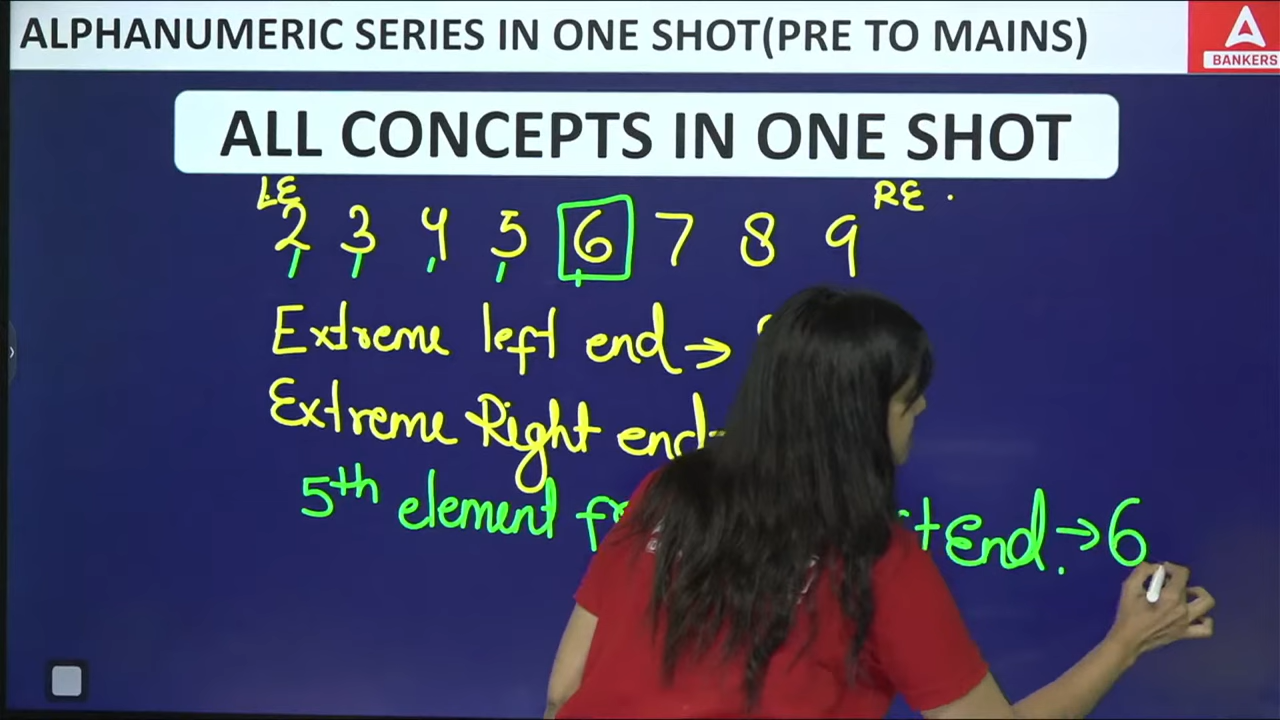 ALPHANUMERIC SERIES IN ONE SHOT(PRE TO MAINS)
BANKERS
ALL CONCEPTS IN ONE SHOT
LE
RE .
2 3 4 5 6 7 8 9
Extreme left end →
Extreme Right end
5th element End. → 6